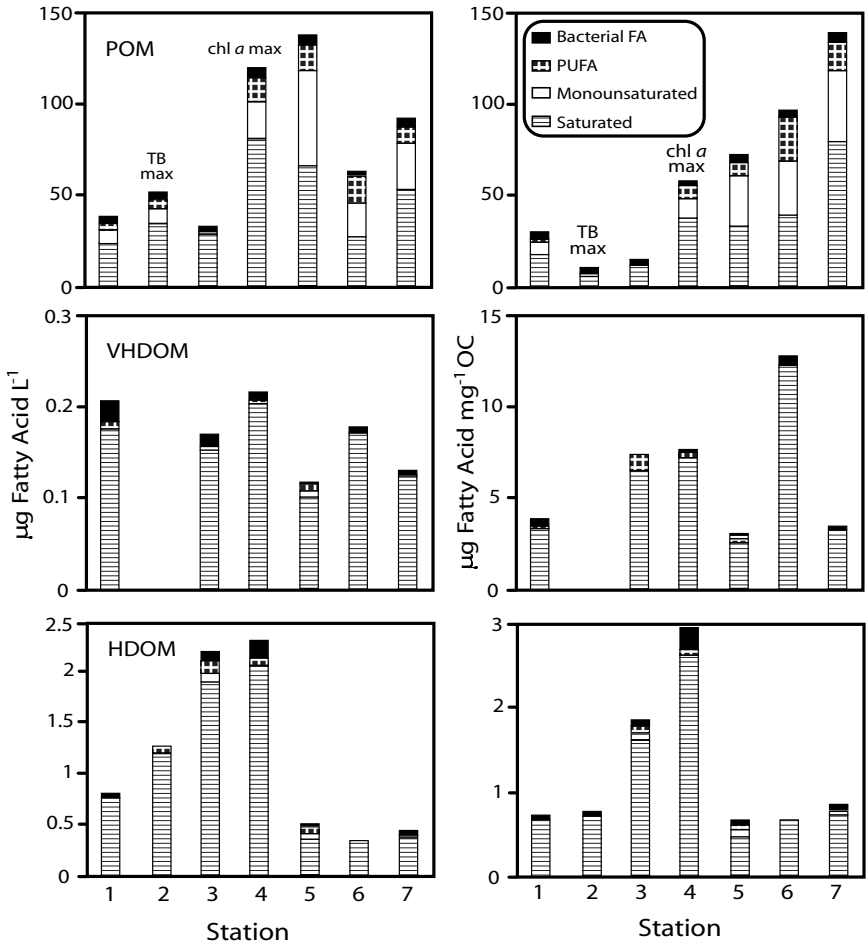 150
100
50
0
POM
TB
max
chl a max
150
100
50
0
Bacterial FA
PUFA
Monounsaturated
Saturated
TB
max
chl a
max
0.3
0.2
0.1
0
VHDOM
µg Fatty Acid L-1
15
10
5
0
µg Fatty Acid mg-1 OC
2.5
2
1.5
1
0.5
0
HDOM
1 2 3 4 5 6 7
Station
3
2
1
0
1 2 3 4 5 6 7
Station